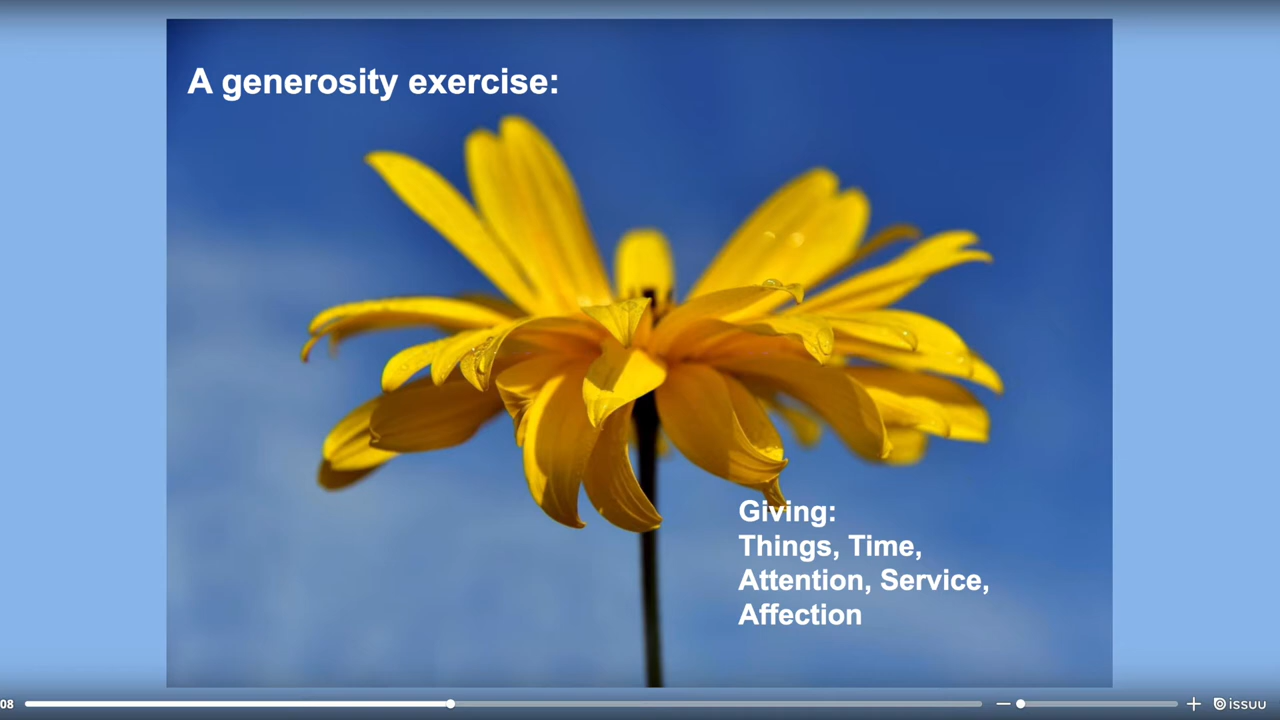 A generosity exercise:
Giving:
Things, Time,
Attention, Service,
Affection
08
issuu